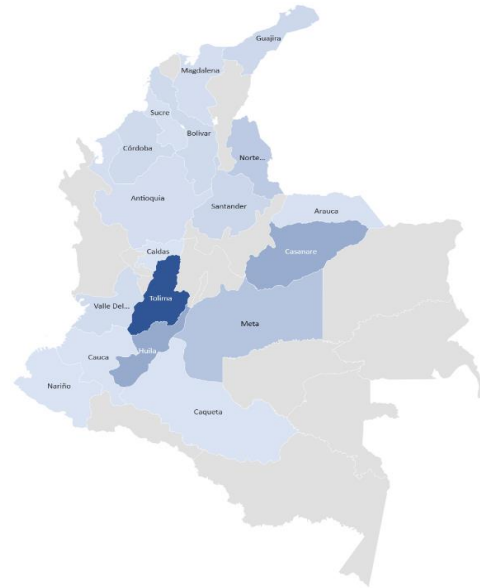 Guajira
Magdalena
Sucre
Bolivar
Córdoba
Norte...
Antioquia
Santander
Arauca
Caldas
Casanare
Tolima
Valle Del...
Meta
Huila
Cauca
Nariño
Caqueta